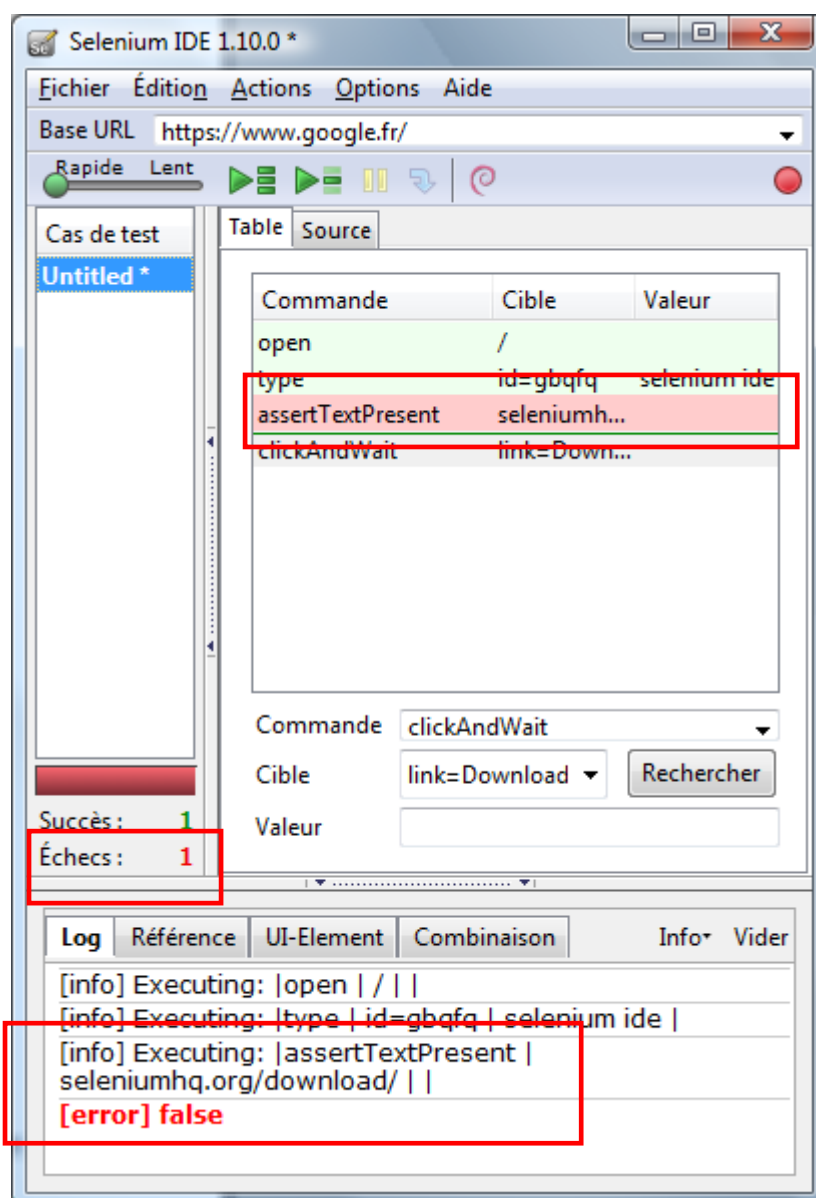 Selenium IDE 1.10.0 *
Fichier Édition Actions Options Aide
Base URL https://www.google.fr/
Rapide Lent
Cas de test
Table Source
Untitled *
Commande Cible Valeur
open /
type id=gbqfq selenium ide
assertTextPresent seleniumh...
clickAndWait link=Down...
Commande clickAndWait
Cible link=Download Rechercher
Valeur
Succès : 1
Échecs : 1
Log Référence UI-Element Combinaison Info Vider
[info] Executing: |open | / | |
[info] Executing: |type | id=gbqfq | selenium ide |
[info] Executing: |assertTextPresent |
seleniumhq.org/download/ | |
[error] false